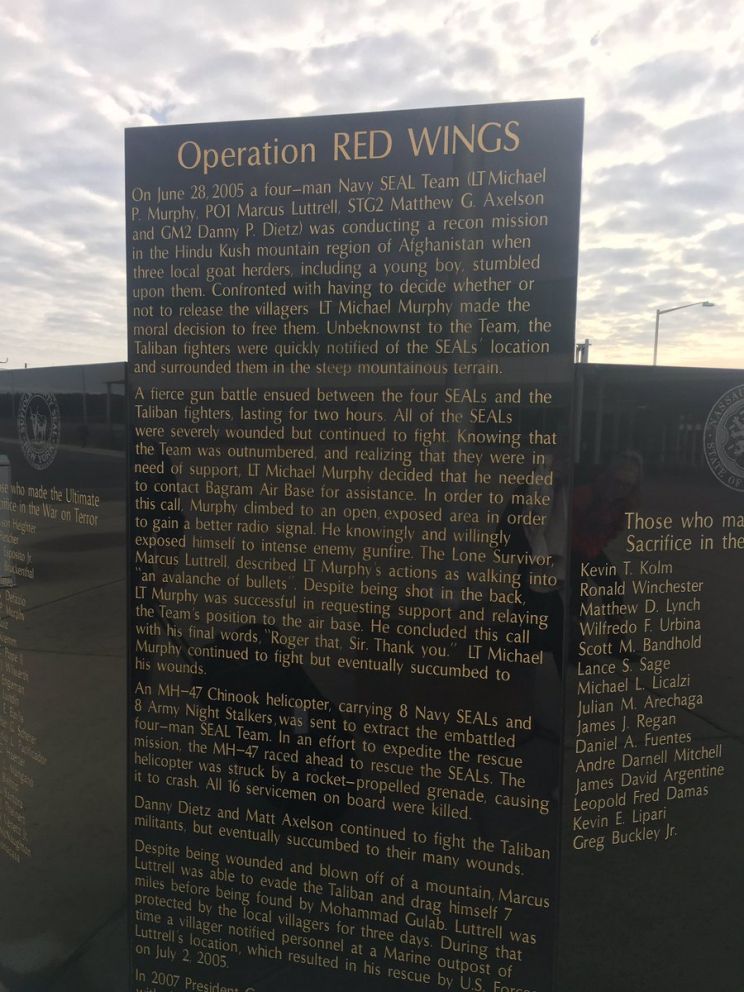 Operation RED WINGS
On June 28, 2005 a four-man Navy SEAL Team (LT Michael
P. Murphy, PO1 Marcus Luttrell, STG2 Matthew G. Axelson
and GM2 Danny P. Dietz) was conducting a recon mission
in the Hindu Kush mountain region of Afghanistan when
three local goat herders, including a young boy, stumbled
upon them. Confronted with having to decide whether or
not to release the villagers LT Michael Murphy made the
moral decision to free them. Unbeknownst to the Team, the
Taliban fighters were quickly notified of the SEALs' location
and surrounded them in the steep mountainous terrain.
A fierce gun battle ensued between the four SEALs and the
Taliban fighters, lasting for two hours. All of the SEALs
were severely wounded but continued to fight. Knowing that
the Team was outnumbered, and realizing that they were in
need of support, LT Michael Murphy decided that he needed
to contact Bagram Air Base for assistance. In order to make
this call, Murphy climbed to an open, exposed area in order
to gain a better radio signal. He knowingly and willingly
exposed himself to intense enemy gunfire. The Lone Survivor,
Marcus Luttrell, described LT Murphy's actions as walking into
"an avalanche of bullets". Despite being shot in the back,
LT Murphy was successful in requesting support and relaying
the Team's position to the air base. He concluded this call
with his final words, "Roger that, Sir. Thank you." LT Michael
Murphy continued to fight but eventually succumbed to
his wounds.
An MH-47 Chinook helicopter, carrying 8 Navy SEALs and
8 Army Night Stalkers, was sent to extract the embattled
four-man SEAL Team. In an effort to expedite the rescue
mission, the MH-47 raced ahead to rescue the SEALs. The
helicopter was struck by a rocket-propelled grenade, causing
it to crash. All 16 servicemen on board were killed.
Danny Dietz and Matt Axelson continued to fight the Taliban
militants, but eventually succumbed to their many wounds.
Despite being wounded and blown off of a mountain, Marcus
Luttrell was able to evade the Taliban and drag himself 7
miles before being found by Mohammad Gulab. Luttrell was
protected by the local villagers for three days. During that
time a villager notified personnel at a Marine outpost of
Luttrell's location, which resulted in his rescue by U.S. Forces
on July 2, 2005.
In 2007 President
who made the Ultimate
in the War on Terror
Those who
Sacrifice in the
Kevin T. Kolm
Ronald Winchester
Matthew D. Lynch
Wilfredo F. Urbina
Scott M. Bandhold
Lance S. Sage
Michael L. Licalzi
Julian M. Arechaga
James J. Regan
Daniel A. Fuentes
Andre Darnell Mitchell
James David Argentine
Leopold Fred Damas
Kevin E. Lipari
Greg Buckley Jr.